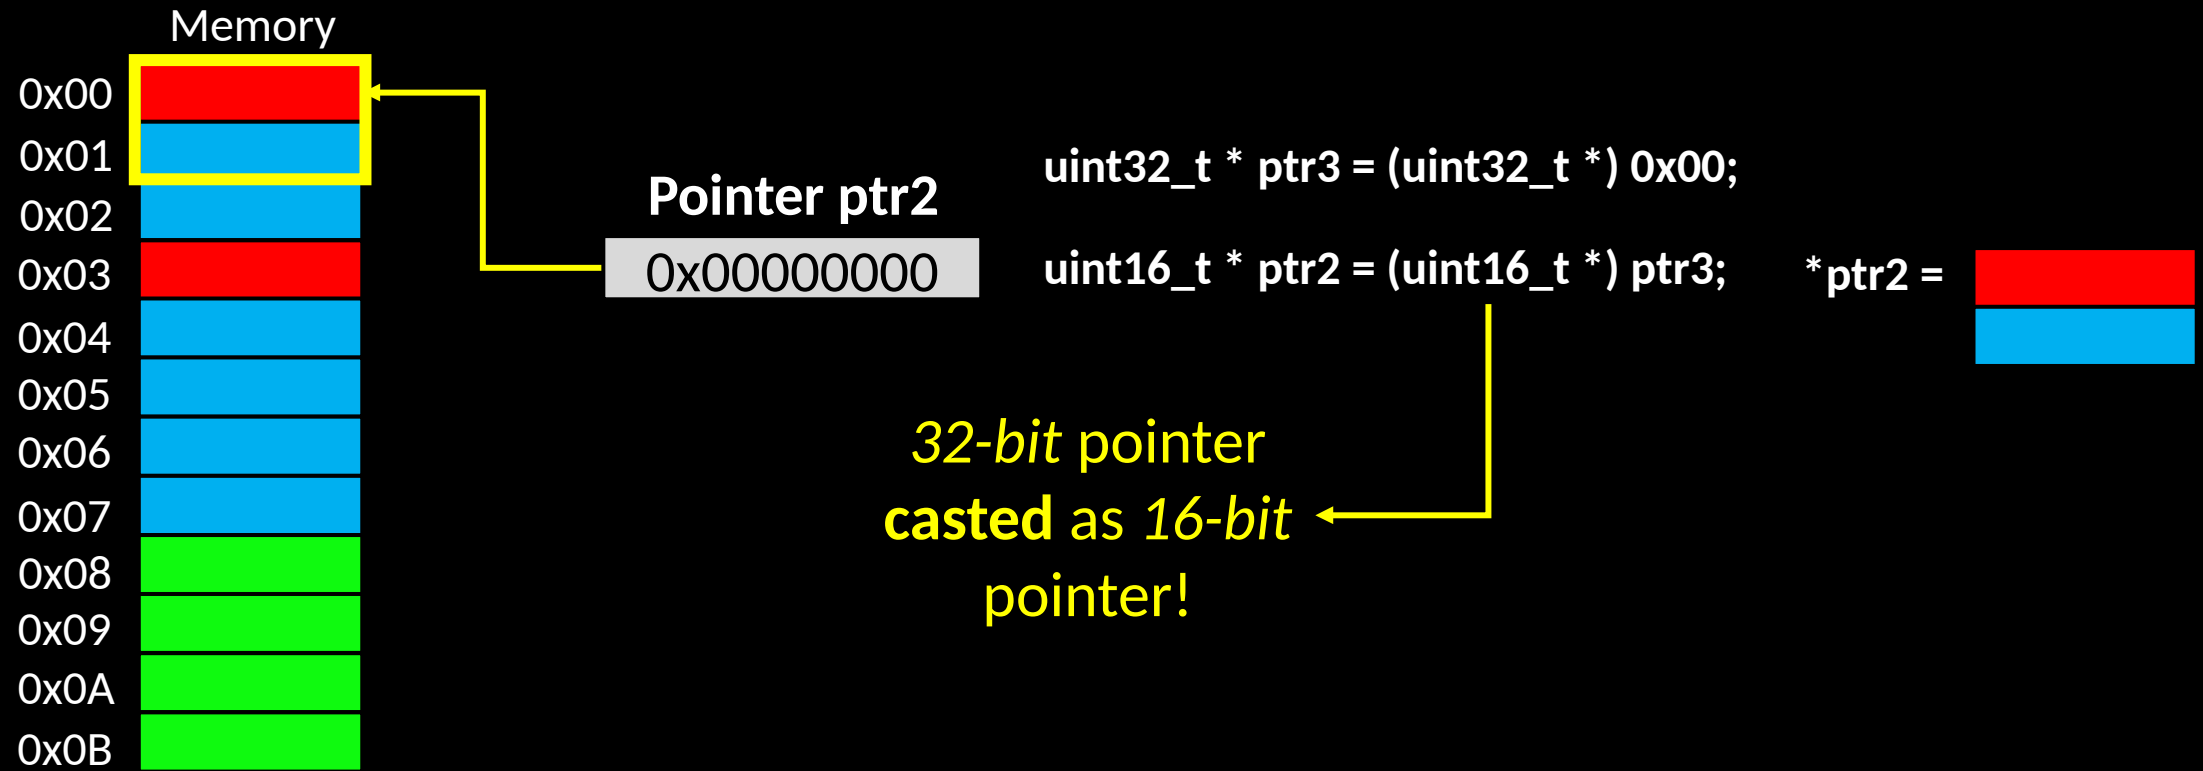 Memory
0x00
0x01
0x02
0x03
0x04
0x05
0x06
0x07
0x08
0x09
0x0A
0x0B
Pointer ptr2
0x00000000
uint32_t * ptr3 = (uint32_t *) 0x00;
uint16_t * ptr2 = (uint16_t *) ptr3;
*ptr2 =
32-bit pointer
casted as 16-bit
pointer!